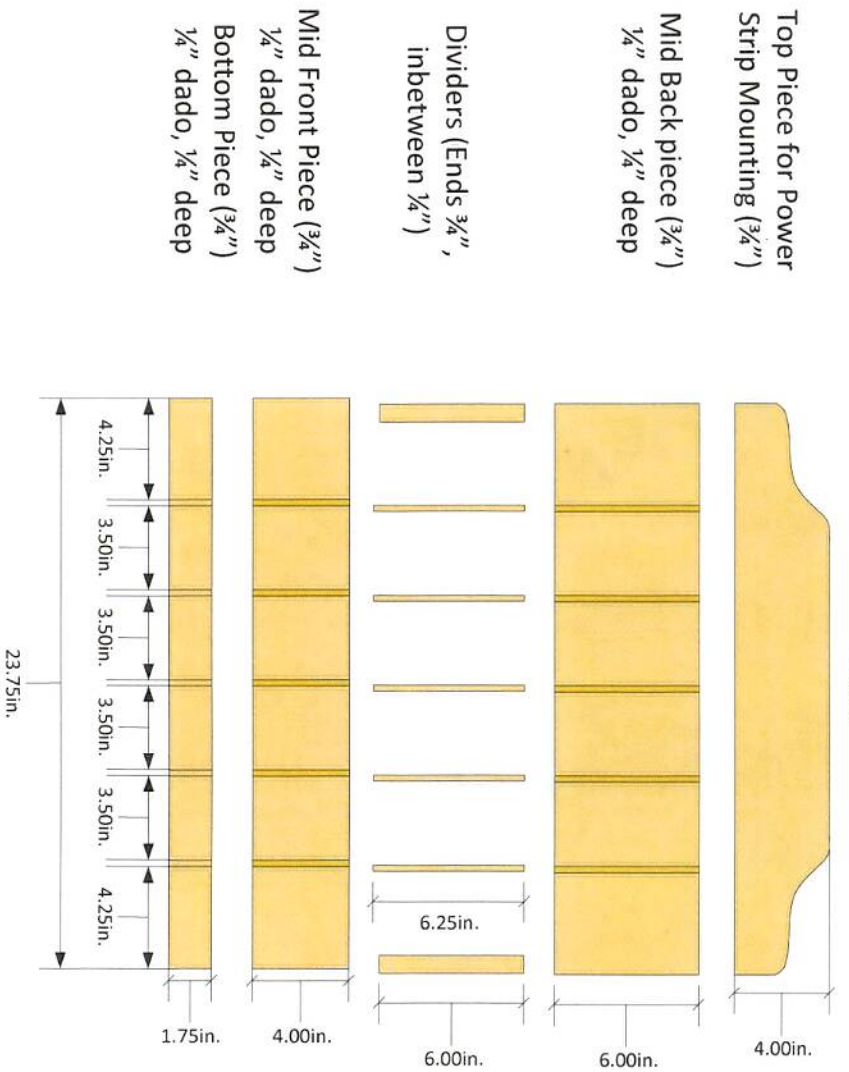 Top Piece for Power
Strip Mounting (¾”)
Mid Back piece (¾”)
¼” dado, ¼” deep
Dividers (Ends ¾”,
inbetween ¼”)
Mid Front Piece (¾”)
¼” dado, ¼” deep
Bottom Piece (¾”)
¼” dado, ¼” deep
4.00in.
6.00in.
6.25in.
6.00in.
4.00in.
1.75in.
4.25in.
3.50in.
3.50in.
3.50in.
3.50in.
4.25in.
23.75in.